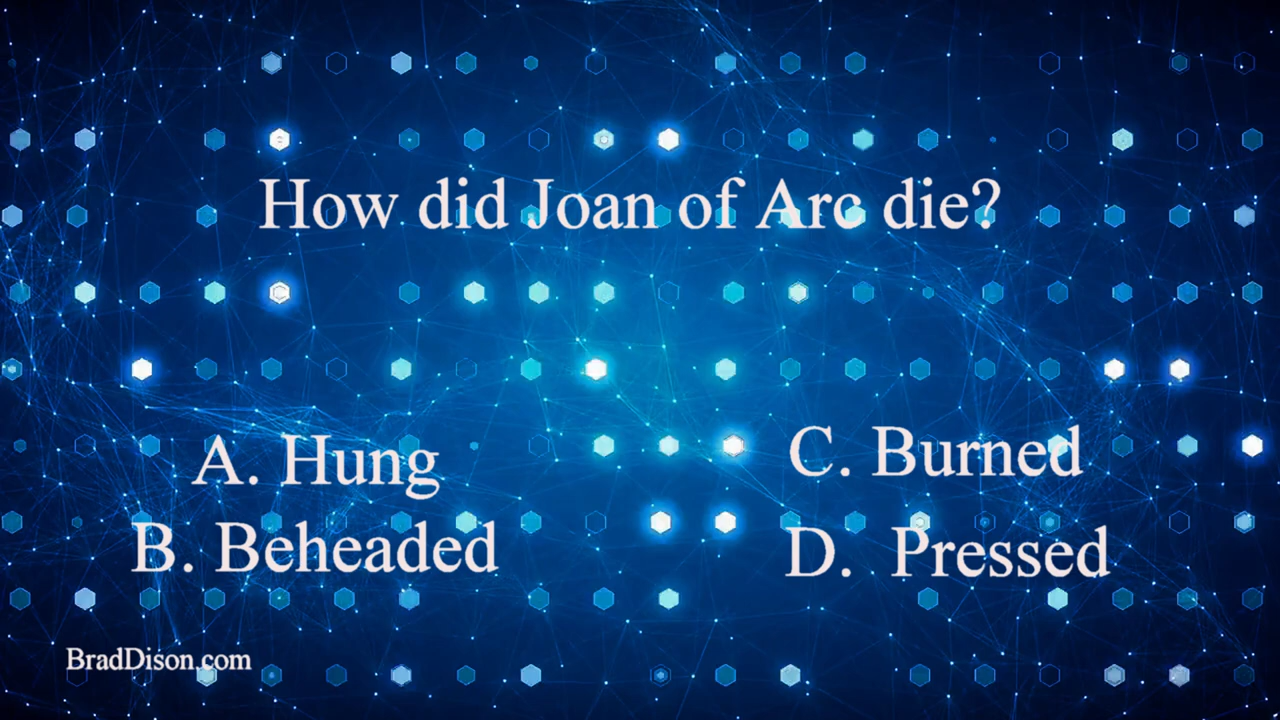 How did Joan of Arc die?
A. Hung
B. Beheaded
C. Burned
D. Pressed
BradDison.com